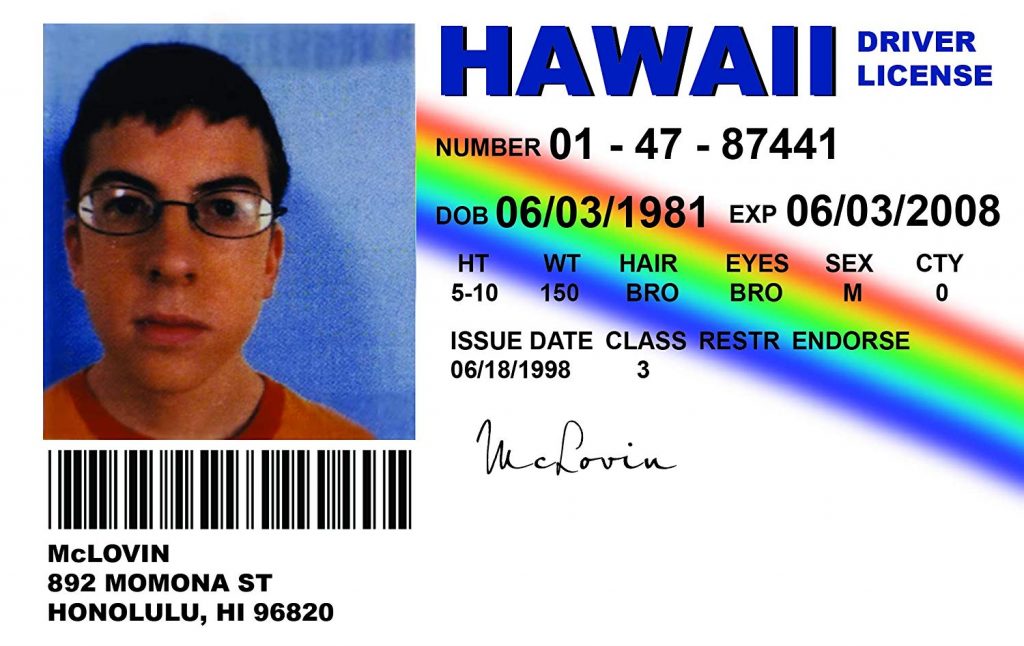 HAWAII DRIVER LICENSE
NUMBER 01 - 47 - 87441
DOB 06/03/1981 EXP 06/03/2008
HT WT HAIR EYES SEX CTY
5-10 150 BRO BRO M 0
ISSUE DATE CLASS RESTR ENDORSE
06/18/1998 3
McLovin
McLOVIN
892 MOMONA ST
HONOLULU, HI 96820